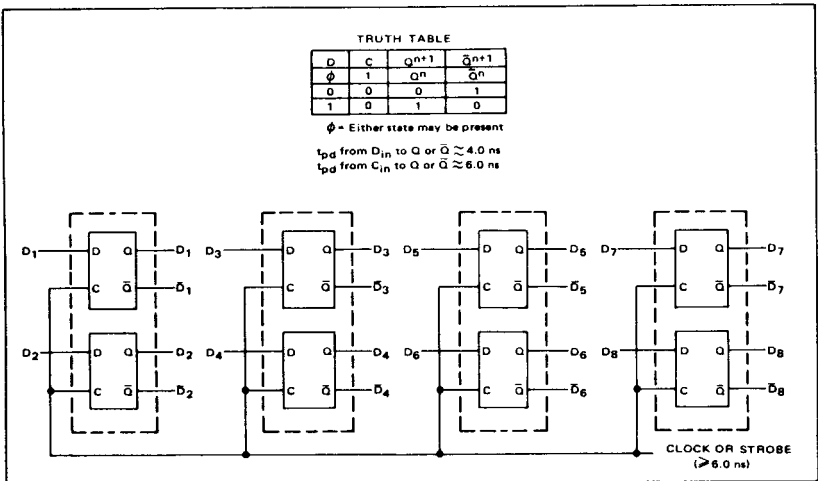 TRUTH TABLE
D C Qn+1 Q̄n+1
ϕ 1 Qn Q̄n
0 0 0 1
1 0 1 0
ϕ = Either state may be present
tpd from Din to Q or Q̄ ≈ 4.0 ns
tpd from Cin to Q or Q̄ ≈ 6.0 ns
D1 D Q D1 D3 D Q D3 D5 D Q D5 D7 D Q D7
C Q̄ D̄1 C Q̄ D̄3 C Q̄ D̄5 C Q̄ D̄7
D2 D Q D2 D4 D Q D4 D6 D Q D6 D8 D Q D8
C Q̄ D̄2 C Q̄ D̄4 C Q̄ D̄6 C Q̄ D̄8
CLOCK OR STROBE
(⩾6.0 ns)